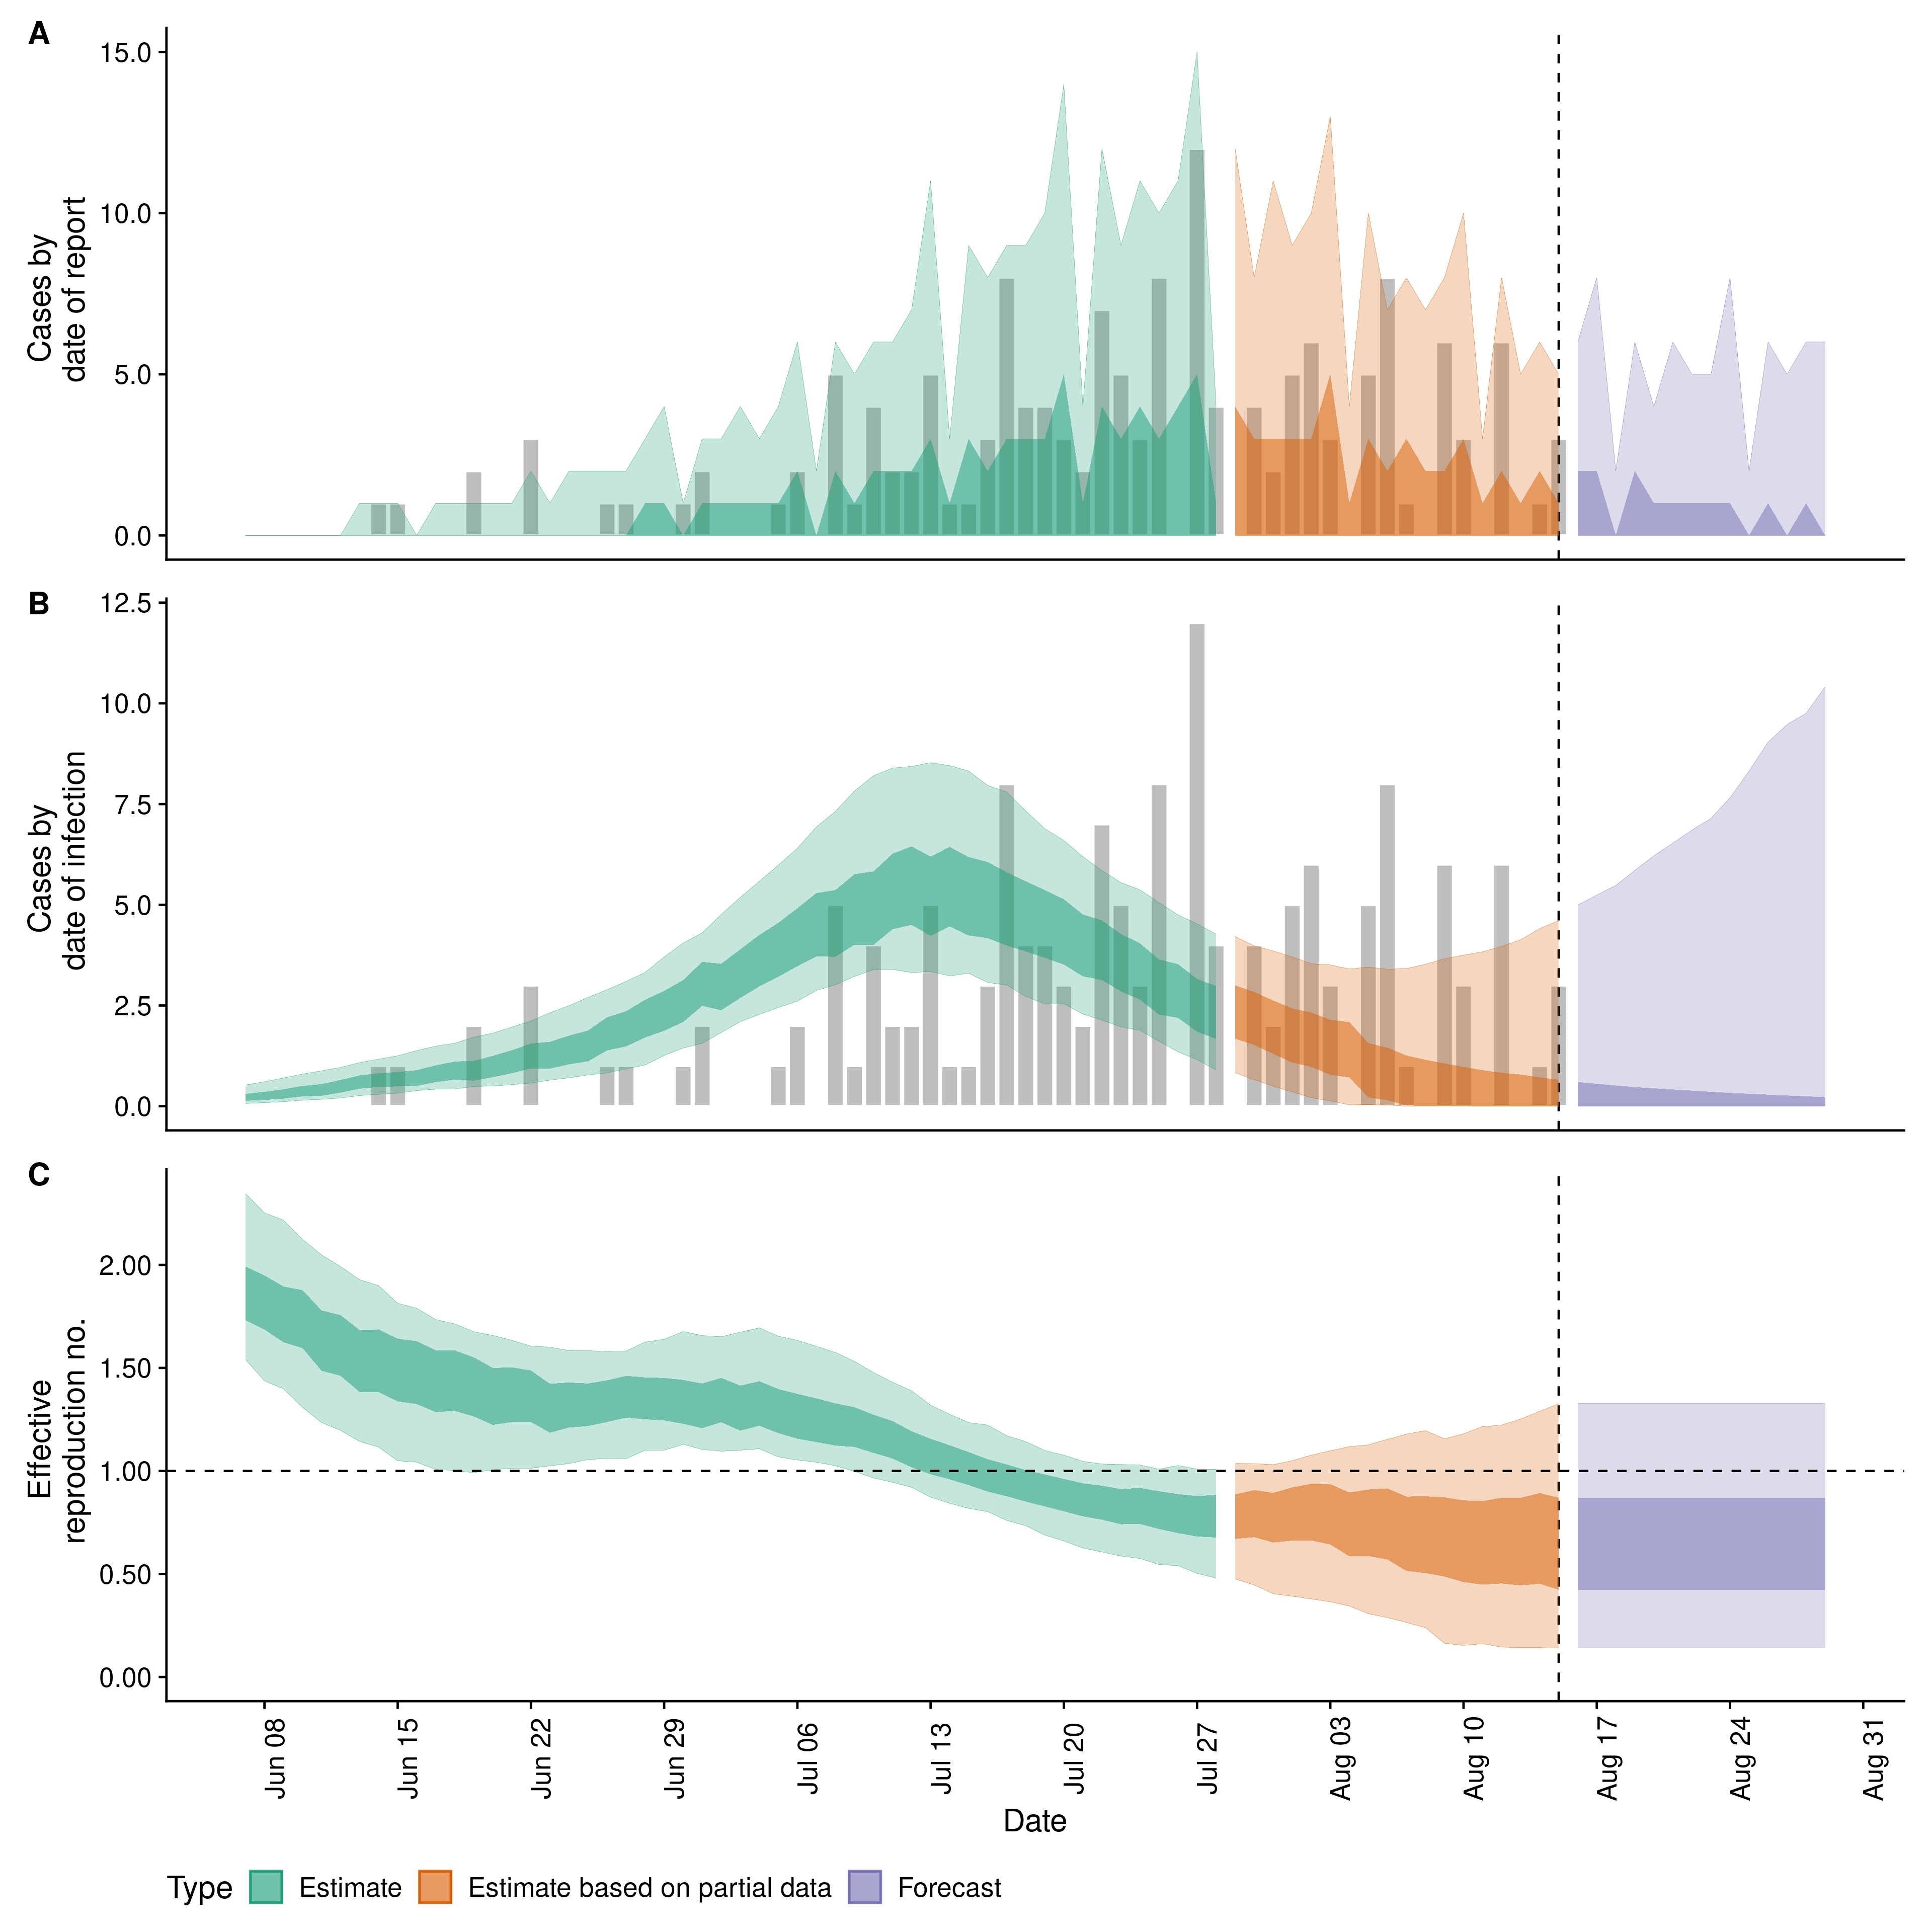 A
15.0
10.0
5.0
0.0
Cases by
date of report
B
12.5
10.0
7.5
5.0
2.5
0.0
Cases by
date of infection
C
2.00
1.50
1.00
0.50
0.00
Effective
reproduction no.
Jun 08
Jun 15
Jun 22
Jun 29
Jul 06
Jul 13
Jul 20
Jul 27
Aug 03
Aug 10
Aug 17
Aug 24
Aug 31
Date
Type Estimate Estimate based on partial data Forecast